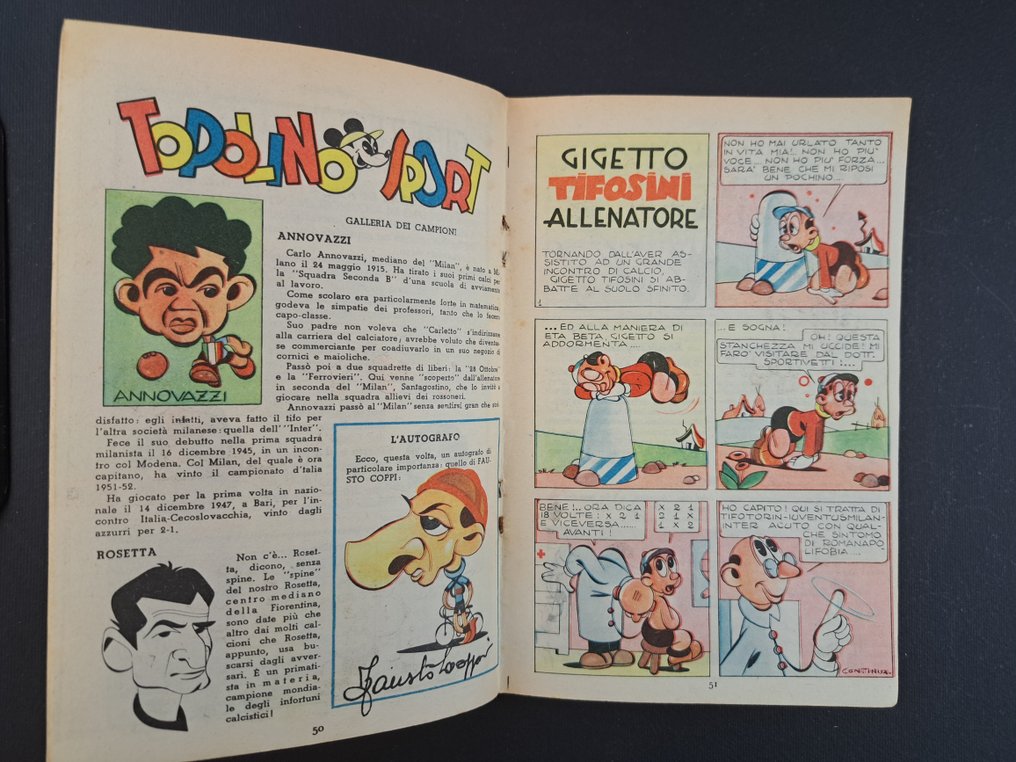 TOPOLINO SPORT
GALLERIA DEI CAMPIONI
ANNOVAZZI
Carlo Annovazzi, mediano del "Milan", è nato a Mi-
lano il 24 maggio 1915. Ha tirato i suoi primi calci per
la "Squadra Seconda B" d'una scuola di avviamento
al lavoro.
Come scolaro era particolarmente forte in matematica,
godeva le simpatie dei professori, tanto che lo fecero
capo-classe.
Suo padre non voleva che "Carletto" s'indirizzasse
alla carriera del calciatore; avrebbe voluto che diventas-
se commerciante per coadiuvarlo in un suo negozio di
cornici e maioliche.
Passò poi a due squadrette di liberi: la "28 Ottobre"
e la "Ferrovieri". Qui venne "scoperto" dall'allenatore
in seconda del "Milan", Santagostino, che lo invitò a
giocare nella squadra allievi dei rossoneri.
Annovazzi passò al "Milan" senza sentirsi gran che sod-
ANNOVAZZI
disfatto: egli infatti, aveva fatto il tifo per
l'altra società milanese: quella dell'"Inter".
Fece il suo debutto nella prima squadra
milanista il 16 dicembre 1945, in un incon-
tro col Modena. Col Milan, del quale è ora
capitano, ha vinto il campionato d'Italia
1951-52.
Ha giocato per la prima volta in nazio-
nale il 14 dicembre 1947, a Bari, per l'in-
contro Italia-Cecoslovacchia, vinto dagli
azzurri per 2-1.
ROSETTA
Non c'è... Roset-
ta, dicono, senza
spine. Le "spine"
del nostro Rosetta,
centro mediano
della Fiorentina,
sono date più che
altro dai molti cal-
cioni che Rosetta,
appunto, usa bu-
scarsi dagli avver-
sari. È un primati-
sta in materia,
campione mondia-
le degli infortuni
calcistici!
L'AUTOGRAFO
Ecco, questa volta, un autografo di
particolare importanza: quello di FAU-
STO COPPI:
Fausto Coppi
50
GIGETTO
TIFOSINI
ALLENATORE
TORNANDO DALL'AVER AS-
SISTITO AD UN GRANDE
INCONTRO DI CALCIO,
GIGETTO TIFOSINI SI AB-
BATTE AL SUOLO SFINITO.
1
NON HO MAI URLATO TANTO
IN VITA MIA!.. NON HO PIU'
VOCE.... NON HO PIU' FORZA...
SARA' BENE CHE MI RIPOSI
UN POCHINO....
...ED ALLA MANIERA DI
ETA BETA GIGETTO SI
ADDORMENTA....
...E SOGNA!
OH! QUESTA
STANCHEZZA MI UCCIDE! MI
FARO' VISITARE DAL DOTT.
SPORTIVETTI!....
BENE!..ORA DICA
18 VOLTE: X 2 1
E VICEVERSA......
AVANTI!
X 2 1
2 1 X
1 X 2
HO CAPITO! QUI SI TRATTA DI
TIFOTORIN-IUVENTUSMILAN-
INTER ACUTO CON QUAL-
CHE SINTOMO
DI ROMANAPO
LIFOBIA....
CONTINUA.
51